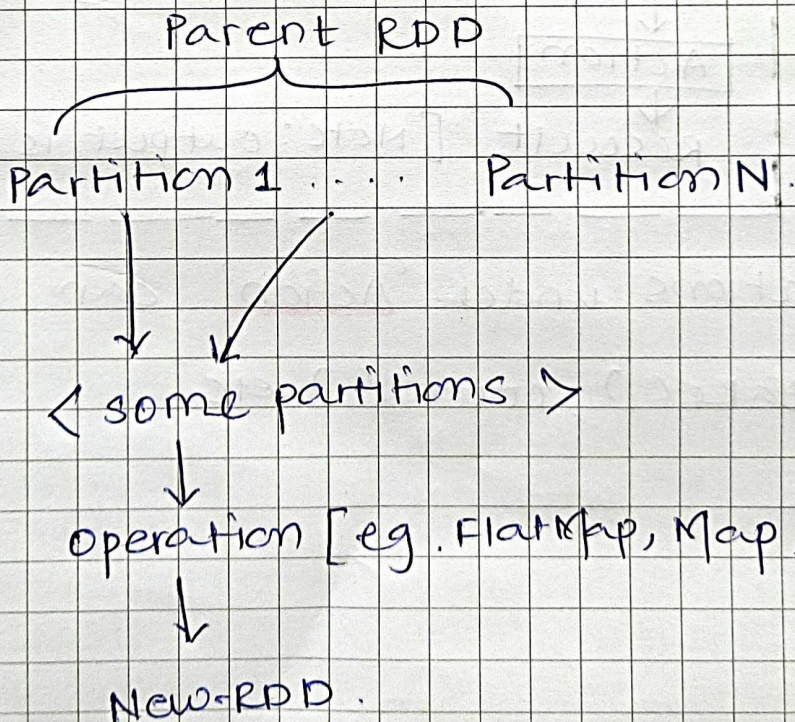 Parent RDD
Partition 1 .... Partition N.
< some partitions >
operation [eg. FlatMap, Map
New-RDD.